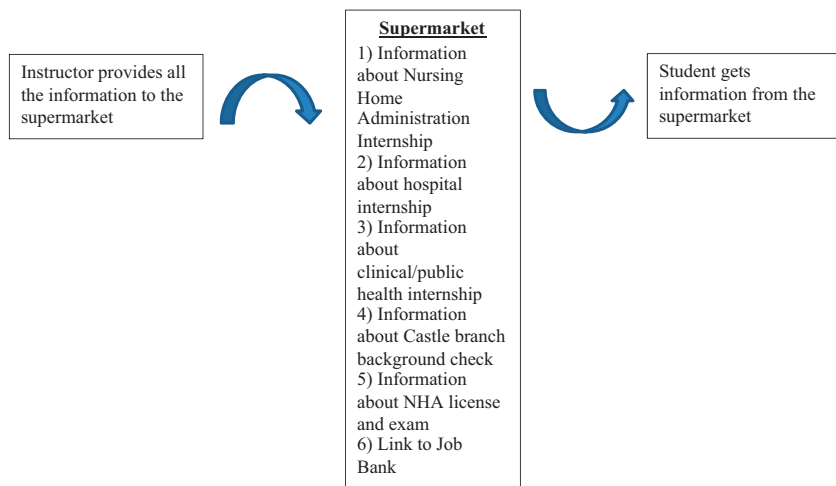 Instructor provides all
the information to the
supermarket
Supermarket
1) Information
about Nursing
Home
Administration
Internship
2) Information
about hospital
internship
3) Information
about
clinical/public
health internship
4) Information
about Castle branch
background check
5) Information
about NHA license
and exam
6) Link to Job
Bank
Student gets
information from the
supermarket